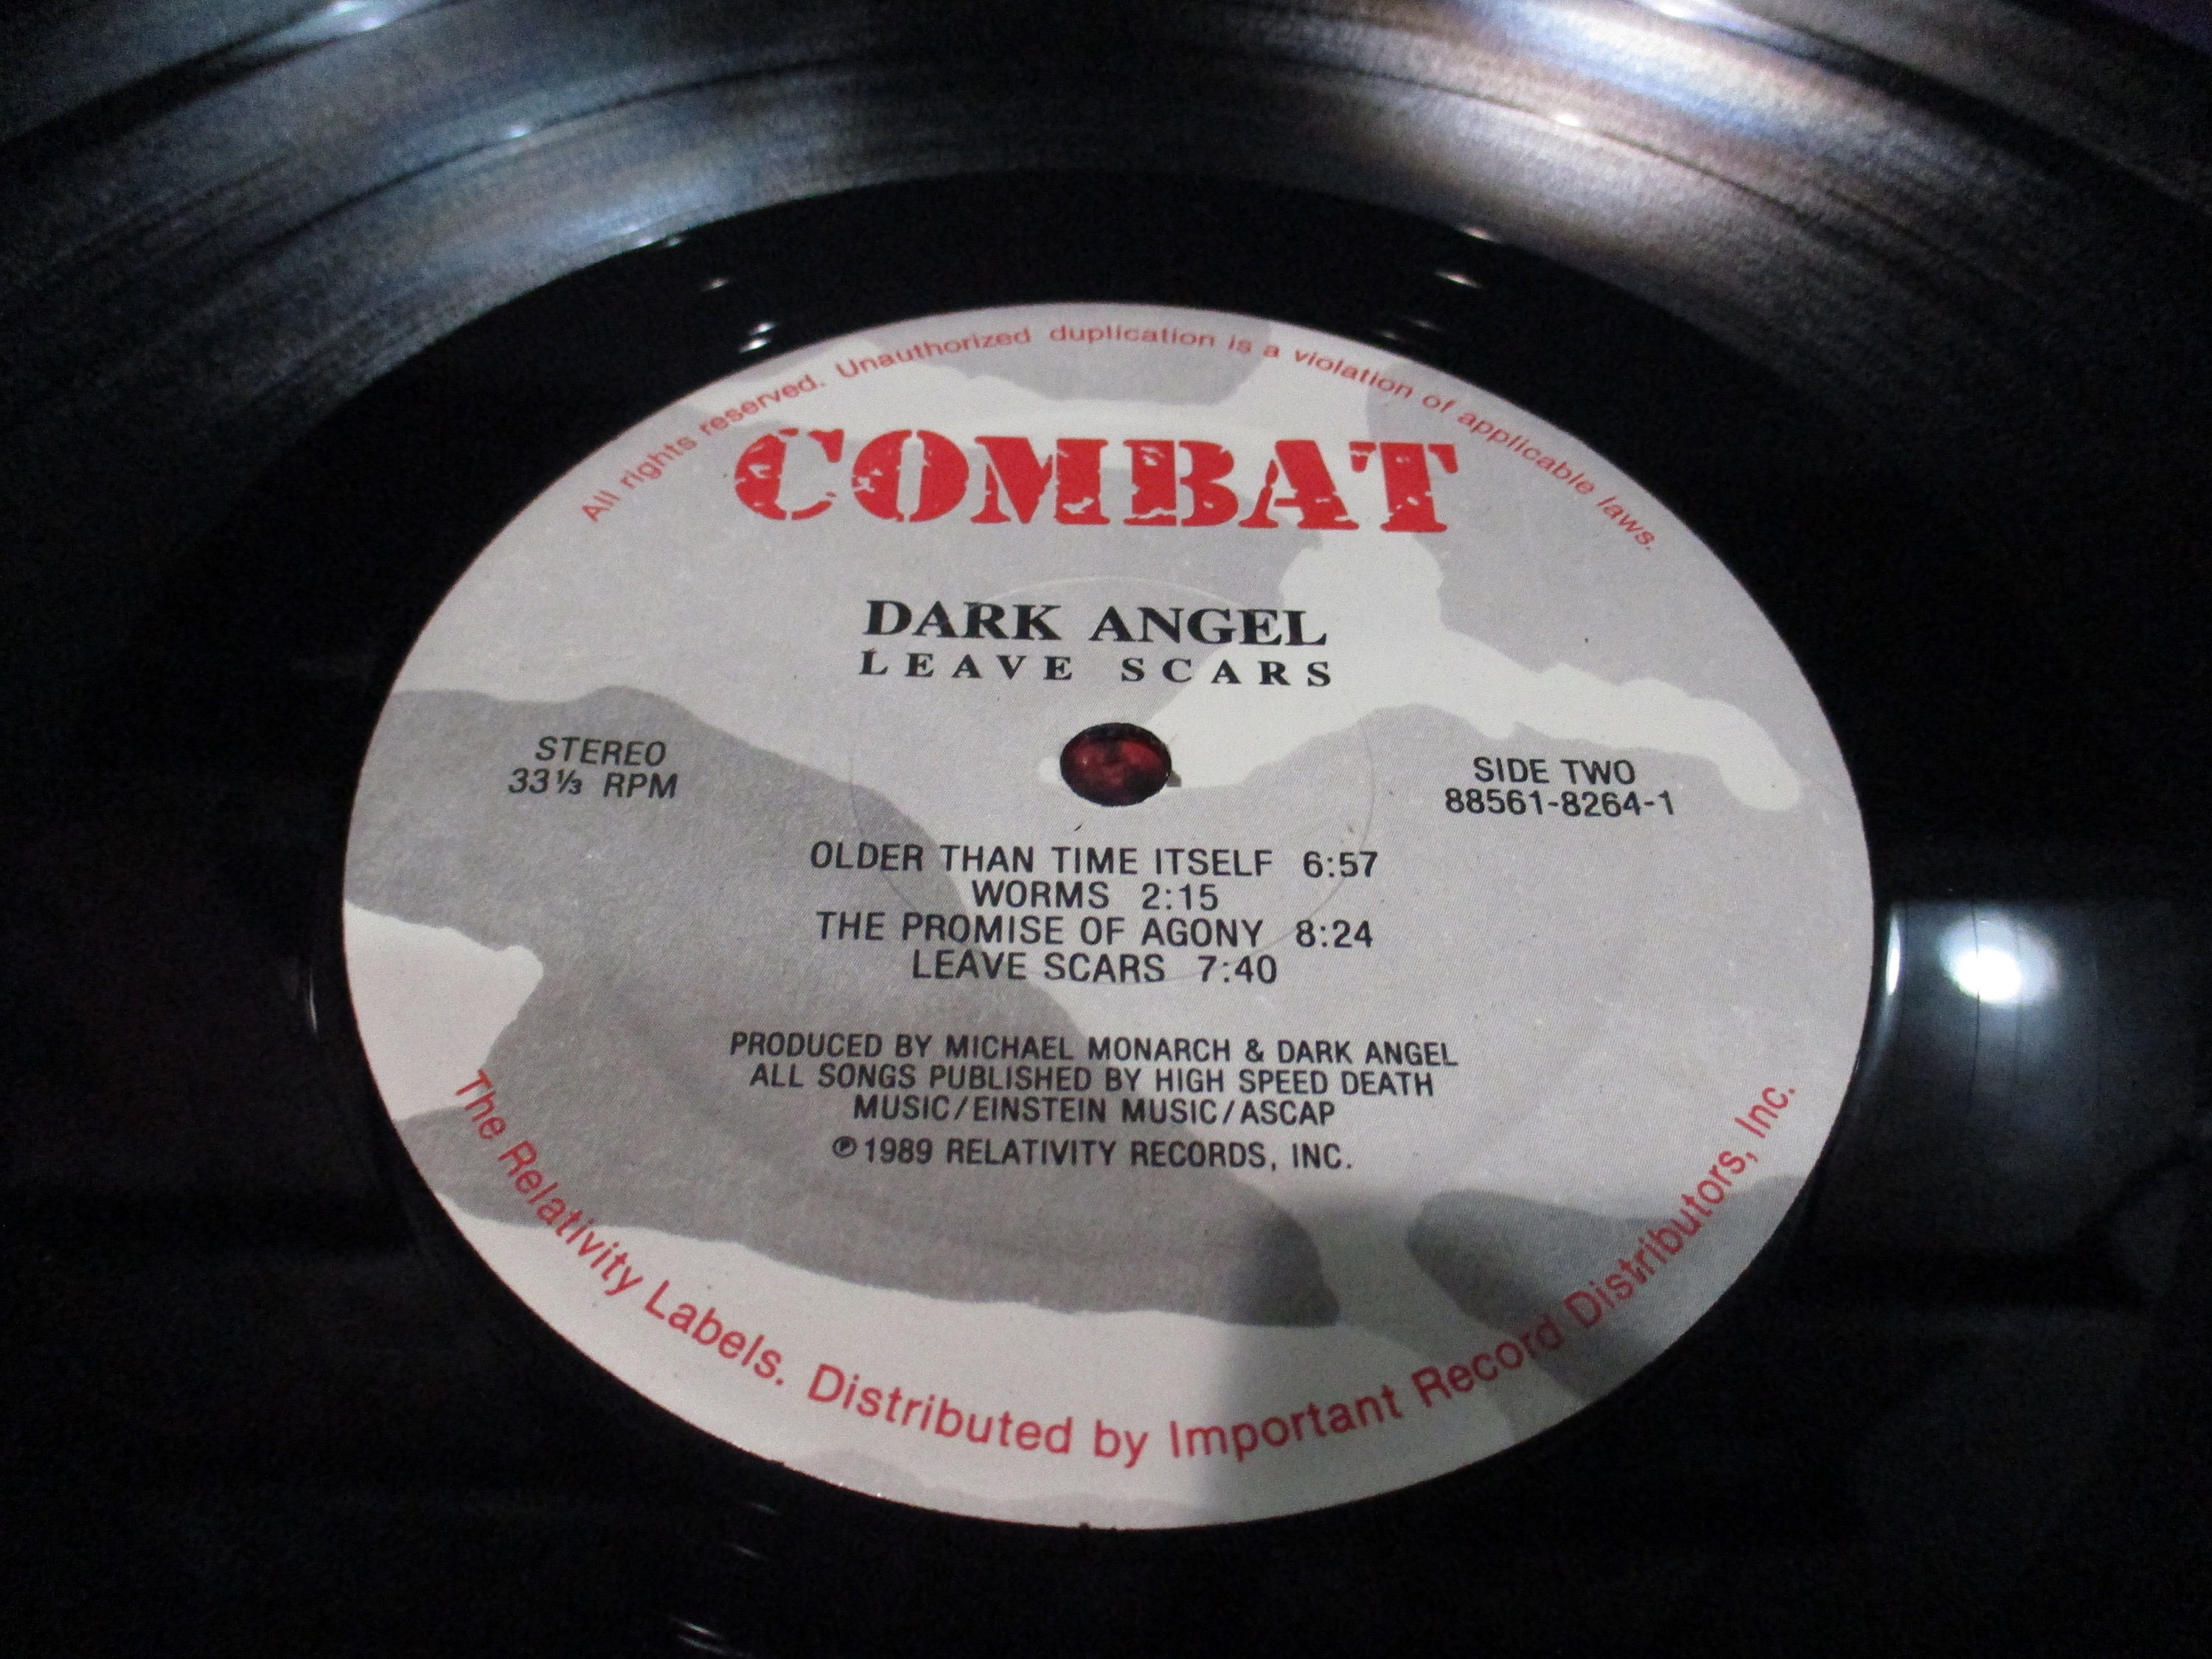 All rights reserved. Unauthorized duplication is a violation of applicable laws.
COMBAT
DARK ANGEL
LEAVE SCARS
STEREO
33⅓ RPM
SIDE TWO
88561-8264-1
OLDER THAN TIME ITSELF 6:57
WORMS 2:15
THE PROMISE OF AGONY 8:24
LEAVE SCARS 7:40
PRODUCED BY MICHAEL MONARCH & DARK ANGEL
ALL SONGS PUBLISHED BY HIGH SPEED DEATH
MUSIC/EINSTEIN MUSIC/ASCAP
℗1989 RELATIVITY RECORDS, INC.
The Relativity Labels. Distributed by Important Record Distributors, Inc.